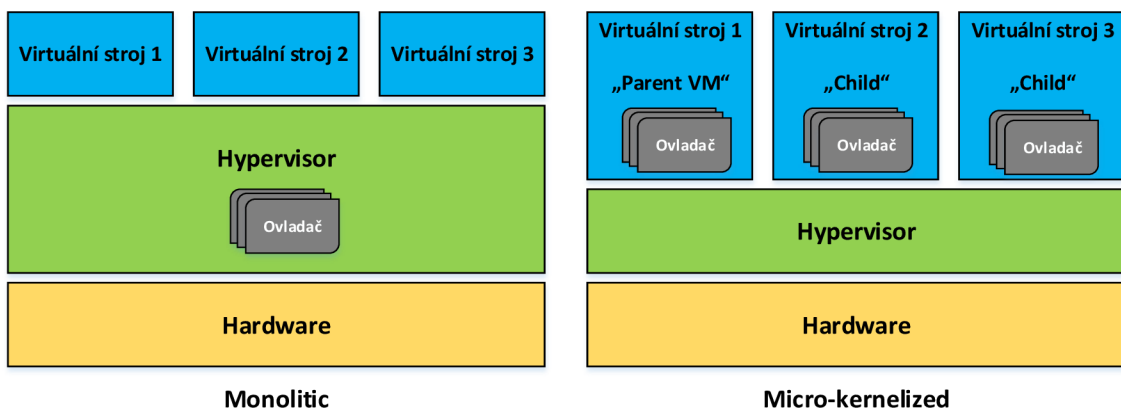 Virtuální stroj 1
Virtuální stroj 2
Virtuální stroj 3
Hypervisor
Ovladač
Hardware
Monolitic
Virtuální stroj 1
„Parent VM“
Ovladač
Virtuální stroj 2
„Child“
Ovladač
Virtuální stroj 3
„Child“
Ovladač
Hypervisor
Hardware
Micro-kernelized